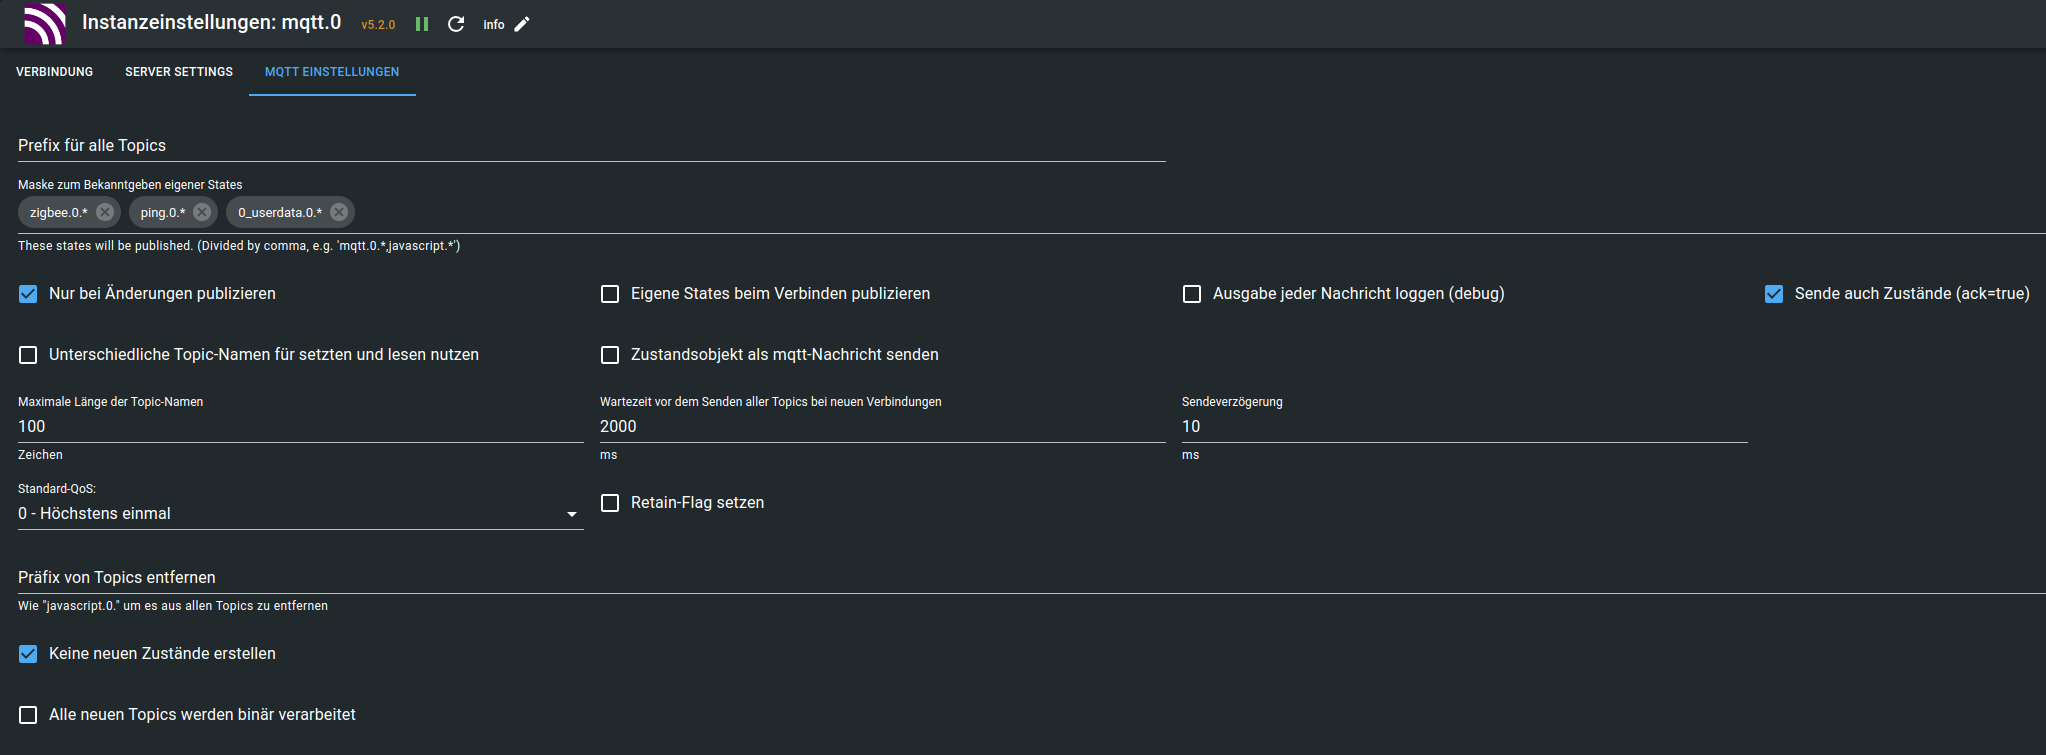 Instanzeinstellungen: mqtt.0 v5.2.0 info
VERBINDUNG SERVER SETTINGS MQTT EINSTELLUNGEN
Prefix für alle Topics
Maske zum Bekanntgeben eigener States
zigbee.0.* ping.0.* 0_userdata.0.*
These states will be published. (Divided by comma, e.g. 'mqtt.0.*,javascript.*')
Nur bei Änderungen publizieren Eigene States beim Verbinden publizieren Ausgabe jeder Nachricht loggen (debug) Sende auch Zustände (ack=true)
Unterschiedliche Topic-Namen für setzten und lesen nutzen Zustandsobjekt als mqtt-Nachricht senden
Maximale Länge der Topic-Namen Wartezeit vor dem Senden aller Topics bei neuen Verbindungen Sendeverzögerung
100 2000 10
Zeichen ms ms
Standard-QoS:
0 - Höchstens einmal Retain-Flag setzen
Präfix von Topics entfernen
Wie "javascript.0." um es aus allen Topics zu entfernen
Keine neuen Zustände erstellen
Alle neuen Topics werden binär verarbeitet